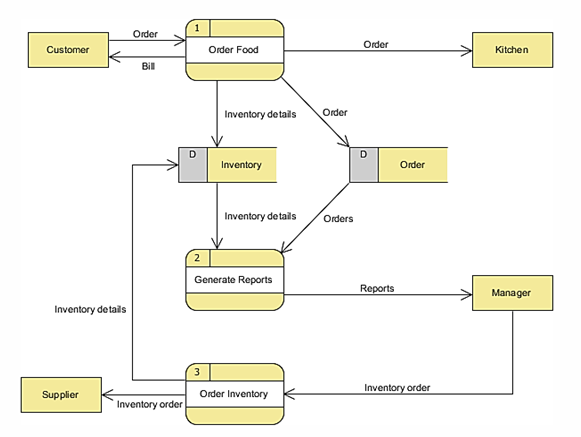 Order
1
Customer
Order Food
Order
Kitchen
Bill
Inventory details
Order
D
Inventory
D
Order
Inventory details
Orders
2
Generate Reports
Reports
Manager
Inventory details
3
Order Inventory
Inventory order
Supplier
Inventory order